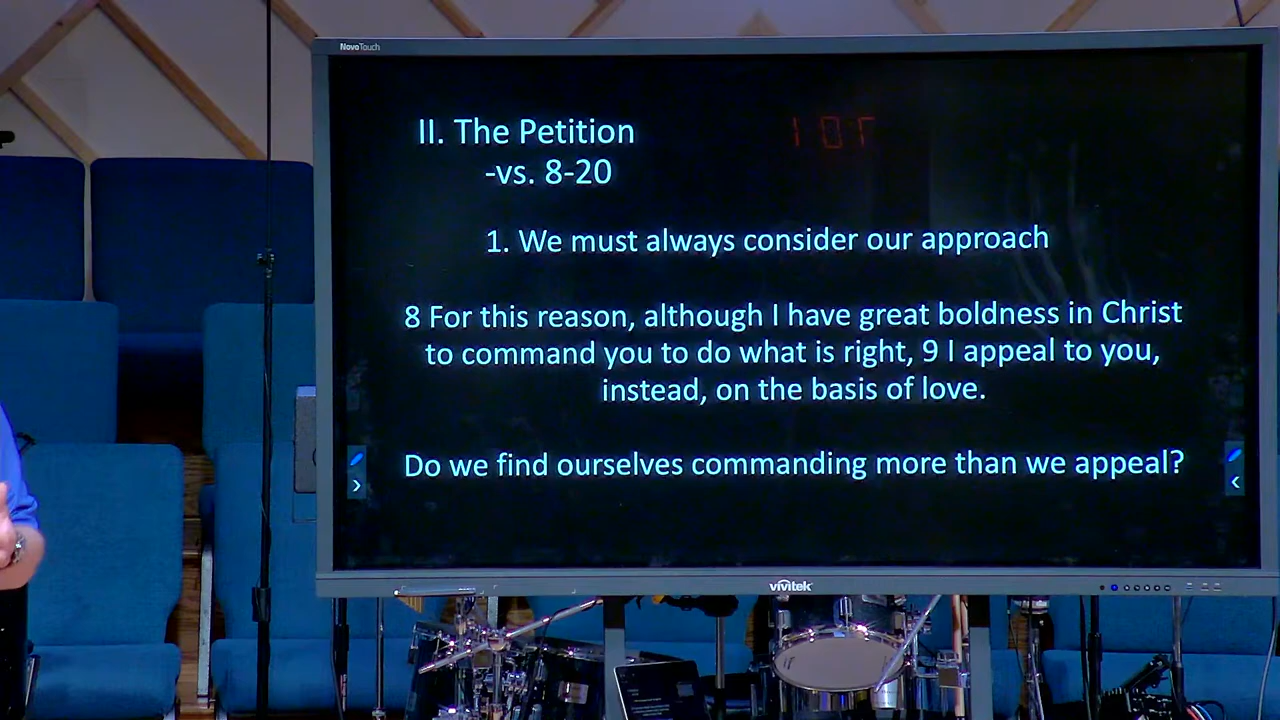 NovoTouch
II. The Petition
-vs. 8-20
1. We must always consider our approach
8 For this reason, although I have great boldness in Christ
to command you to do what is right, 9 I appeal to you,
instead, on the basis of love.
Do we find ourselves commanding more than we appeal?
vivitek